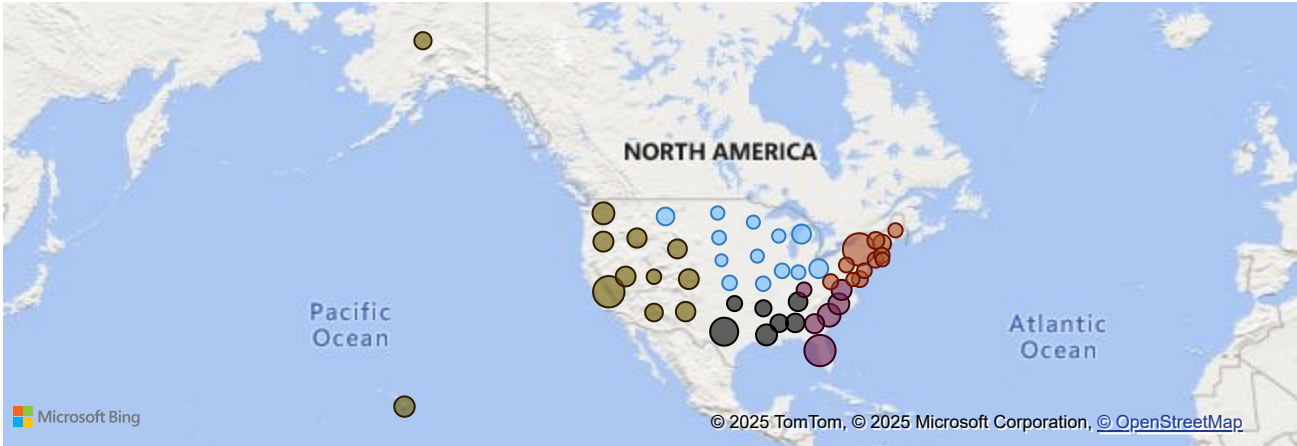 NORTH AMERICA
Pacific
Ocean
Atlantic
Ocean
Microsoft Bing
© 2025 TomTom, © 2025 Microsoft Corporation, © OpenStreetMap